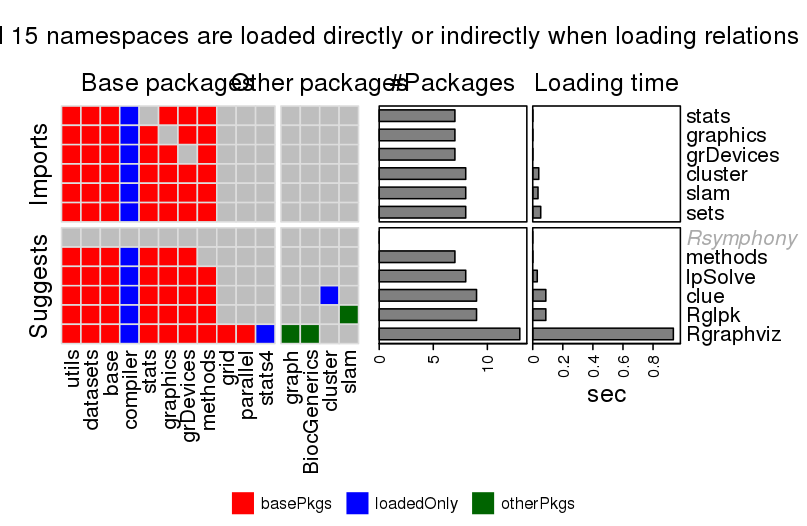 l 15 namespaces are loaded directly or indirectly when loading relations
Base packages
Other packages
#Packages
Loading time
Imports
Suggests
stats
graphics
grDevices
cluster
slam
sets
Rsymphony
methods
lpSolve
clue
Rglpk
Rgraphviz
utils
datasets
base
compiler
stats
graphics
grDevices
methods
grid
parallel
stats4
graph
BiocGenerics
cluster
slam
0 5 10
0 0.2 0.4 0.6 0.8
sec
basePkgs loadedOnly otherPkgs